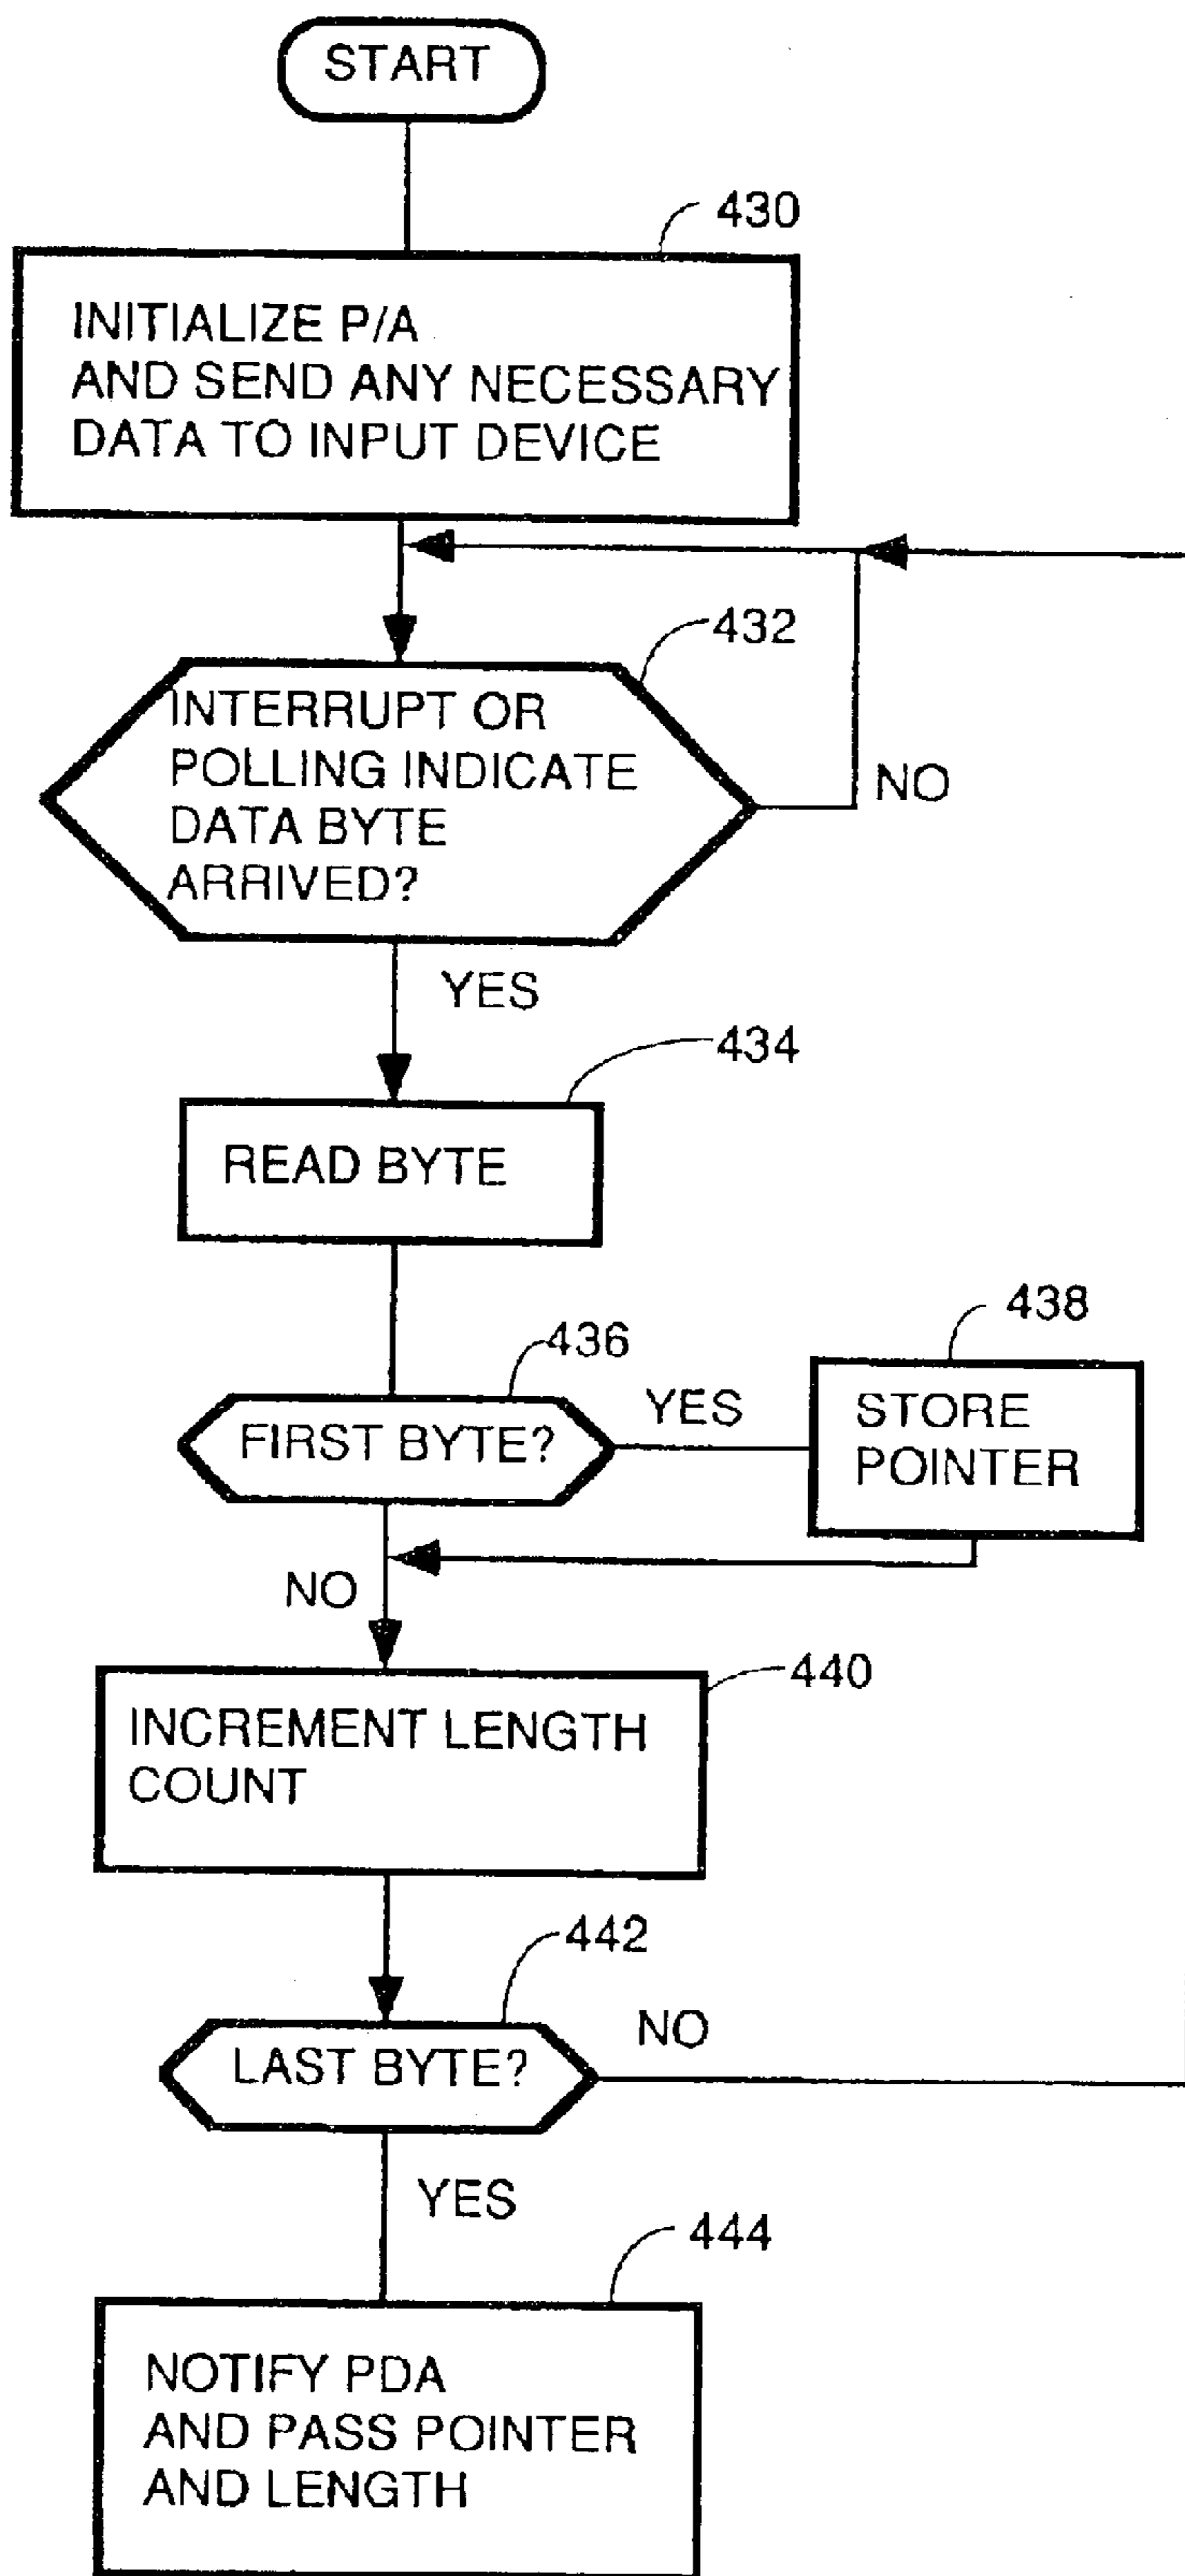 START
430
INITIALIZE P/A
AND SEND ANY NECESSARY
DATA TO INPUT DEVICE
432
INTERRUPT OR
POLLING INDICATE
DATA BYTE
ARRIVED?
NO
YES
434
READ BYTE
436
438
FIRST BYTE?
YES
STORE
POINTER
NO
440
INCREMENT LENGTH
COUNT
442
LAST BYTE?
NO
YES
444
NOTIFY PDA
AND PASS POINTER
AND LENGTH